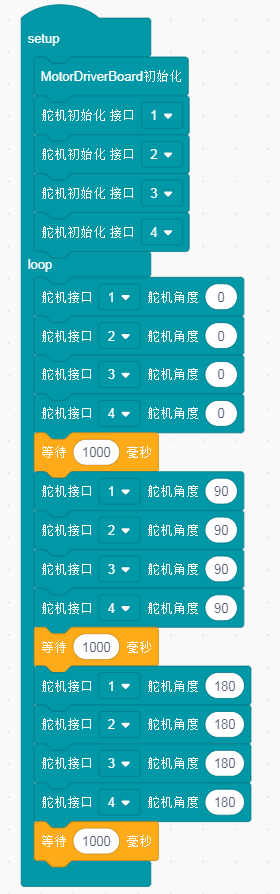 setup
MotorDriverBoard初始化
舵机初始化 接口 1
舵机初始化 接口 2
舵机初始化 接口 3
舵机初始化 接口 4
loop
舵机接口 1 舵机角度 0
舵机接口 2 舵机角度 0
舵机接口 3 舵机角度 0
舵机接口 4 舵机角度 0
等待 1000 毫秒
舵机接口 1 舵机角度 90
舵机接口 2 舵机角度 90
舵机接口 3 舵机角度 90
舵机接口 4 舵机角度 90
等待 1000 毫秒
舵机接口 1 舵机角度 180
舵机接口 2 舵机角度 180
舵机接口 3 舵机角度 180
舵机接口 4 舵机角度 180
等待 1000 毫秒